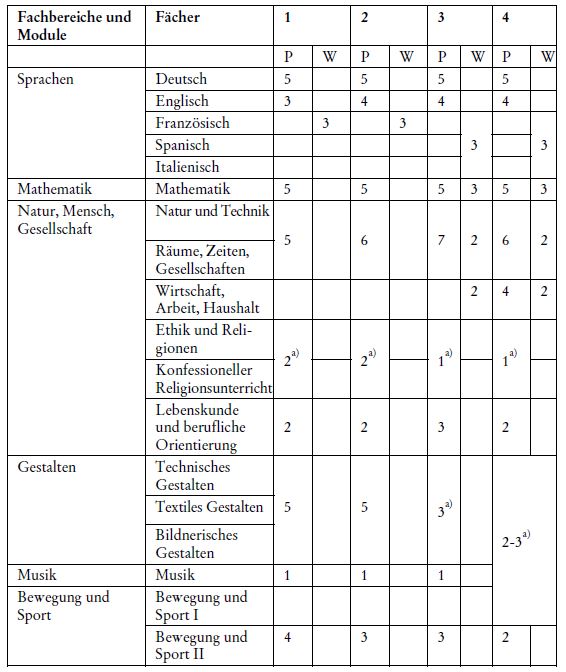 Fachbereiche und Fächer 1 2 3 4
Module
P W P W P W P W
Sprachen Deutsch 5 5 5 5
Englisch 3 4 4 4
Französisch 3 3
Spanisch 3 3
Italienisch
Mathematik Mathematik 5 5 5 3 5 3
Natur, Mensch, Natur und Technik
Gesellschaft
5 6 7 2 6 2
Räume, Zeiten,
Gesellschaften
Wirtschaft, 2 4 2
Arbeit, Haushalt
Ethik und Reli-
gionen
2a) 2a) 1a) 1a)
Konfessioneller
Religionsunterricht
Lebenskunde
und berufliche 2 2 3 2
Orientierung
Gestalten Technisches
Gestalten
Textiles Gestalten 5 5 3a)
Bildnerisches
Gestalten
2-3a)
Musik Musik 1 1 1
Bewegung und Bewegung und
Sport Sport I
Bewegung und 4 3 3 2
Sport II